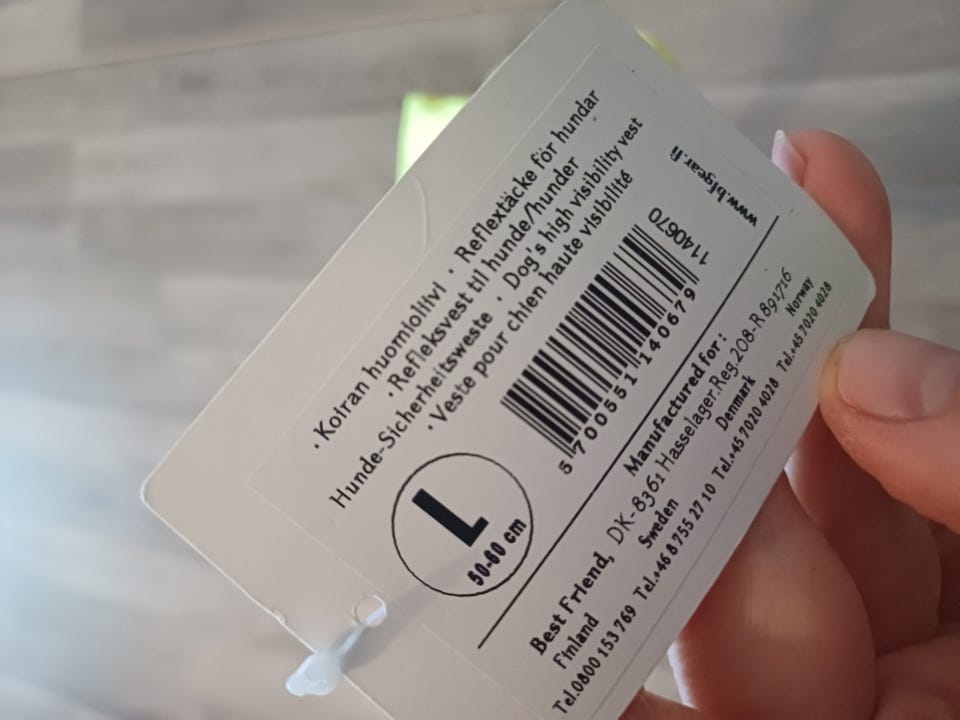 • Koiran huomioliivi • Reflextäcke för hundar
• Refleksvest til hunde/hunder
Hunde-Sicherheitsweste • Dog's high visibility vest
• Veste pour chien haute visibilité
L
50-60 cm
5 700551 140679
1140670
www.bfgear.fi
Manufactured for:
Best Friend, DK-8361 Hasselager.Reg.208-R 891716
Finland Sweden Denmark Norway
Tel.0800 153 769 Tel.+46 8 755 27 10 Tel.+45 7020 4028 Tel.+45 7020 4028